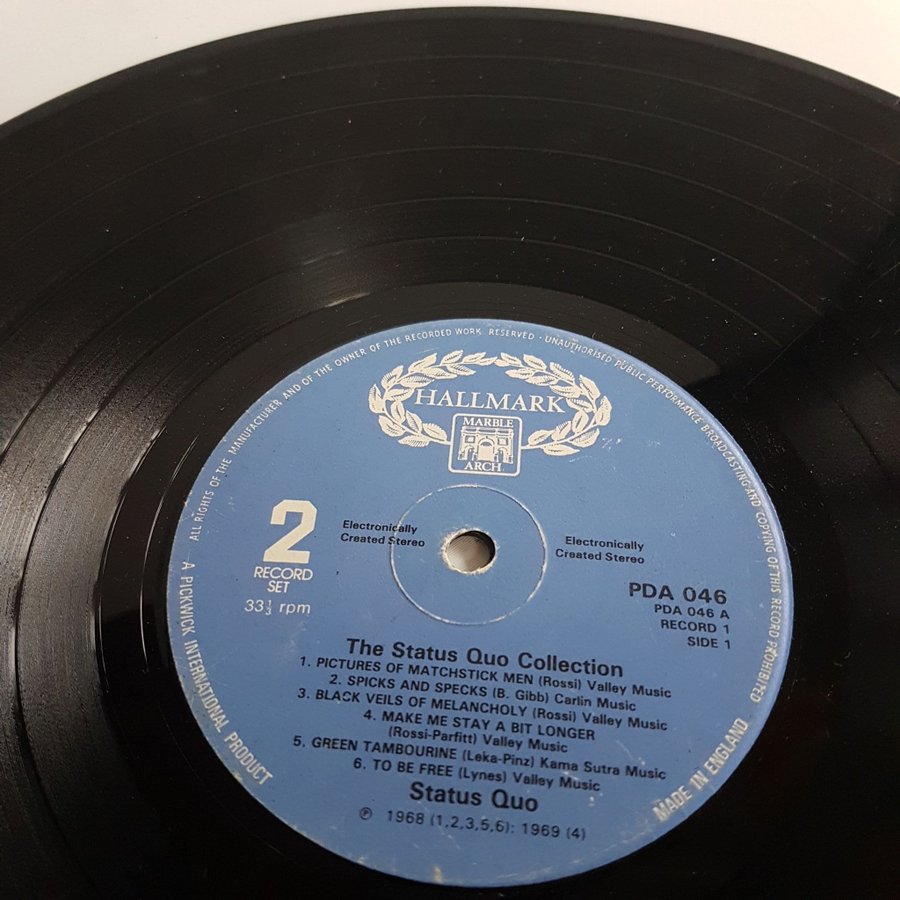 ALL RIGHTS OF THE MANUFACTURER AND OF THE OWNER OF THE RECORDED WORK RESERVED · UNAUTHORISED PUBLIC PERFORMANCE BROADCASTING AND COPYING OF THIS RECORD PROHIBITED
HALLMARK
MARBLE
ARCH
2
RECORD
SET
33⅓ rpm
Electronically
Created Stereo
Electronically
Created Stereo
PDA 046
PDA 046 A
RECORD 1
SIDE 1
The Status Quo Collection
1. PICTURES OF MATCHSTICK MEN (Rossi) Valley Music
2. SPICKS AND SPECKS (B. Gibb) Carlin Music
3. BLACK VEILS OF MELANCHOLY (Rossi) Valley Music
4. MAKE ME STAY A BIT LONGER
(Rossi-Parfitt) Valley Music
5. GREEN TAMBOURINE (Leka-Pinz) Kama Sutra Music
6. TO BE FREE (Lynes) Valley Music
Status Quo
℗ 1968 (1,2,3,5,6): 1969 (4)
A PICKWICK INTERNATIONAL PRODUCT
MADE IN ENGLAND